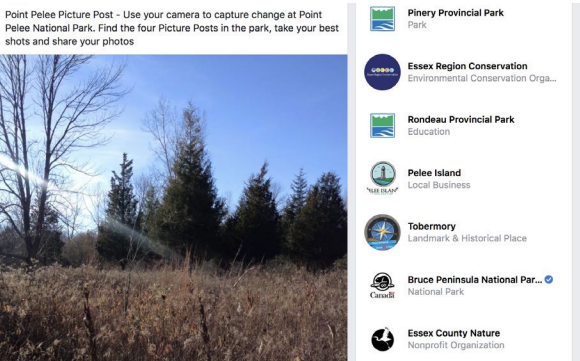 Point Pelee Picture Post - Use your camera to capture change at Point
Pelee National Park. Find the four Picture Posts in the park, take your best
shots and share your photos
Pinery Provincial Park
Park
Essex Region Conservation
Environmental Conservation Orga...
Rondeau Provincial Park
Education
Pelee Island
Local Business
Tobermory
Landmark & Historical Place
Bruce Peninsula National Par...
Canada
National Park
Essex County Nature
Nonprofit Organization